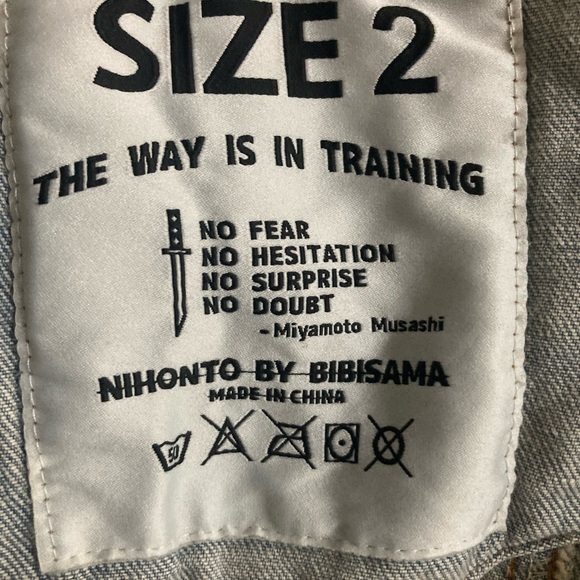 SIZE 2
THE WAY IS IN TRAINING
NO FEAR
NO HESITATION
NO SURPRISE
NO DOUBT
- Miyamoto Musashi
NIHONTO BY BIBISAMA
MADE IN CHINA
50